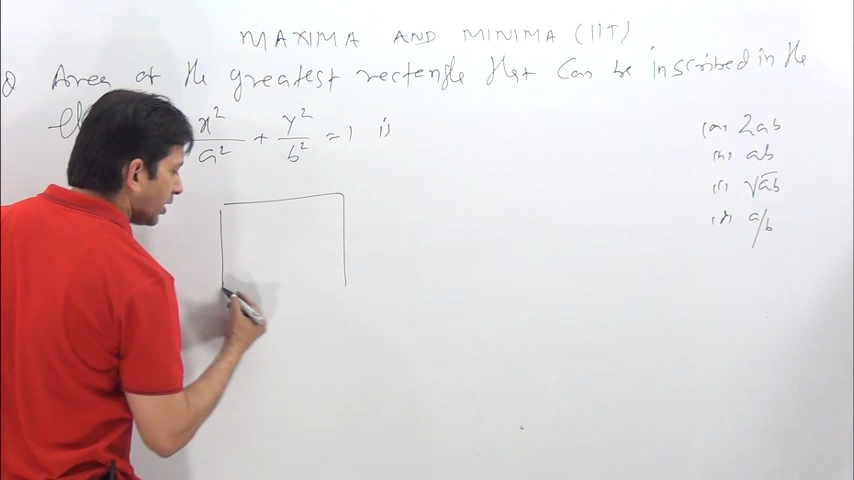 MAXIMA AND MINIMA (IIT)
Q Area of the greatest rectangle that can be inscribed in the
x²/a² + y²/b² = 1 is
(a) 2ab
(b) ab
(c) √ab
(d) a/b